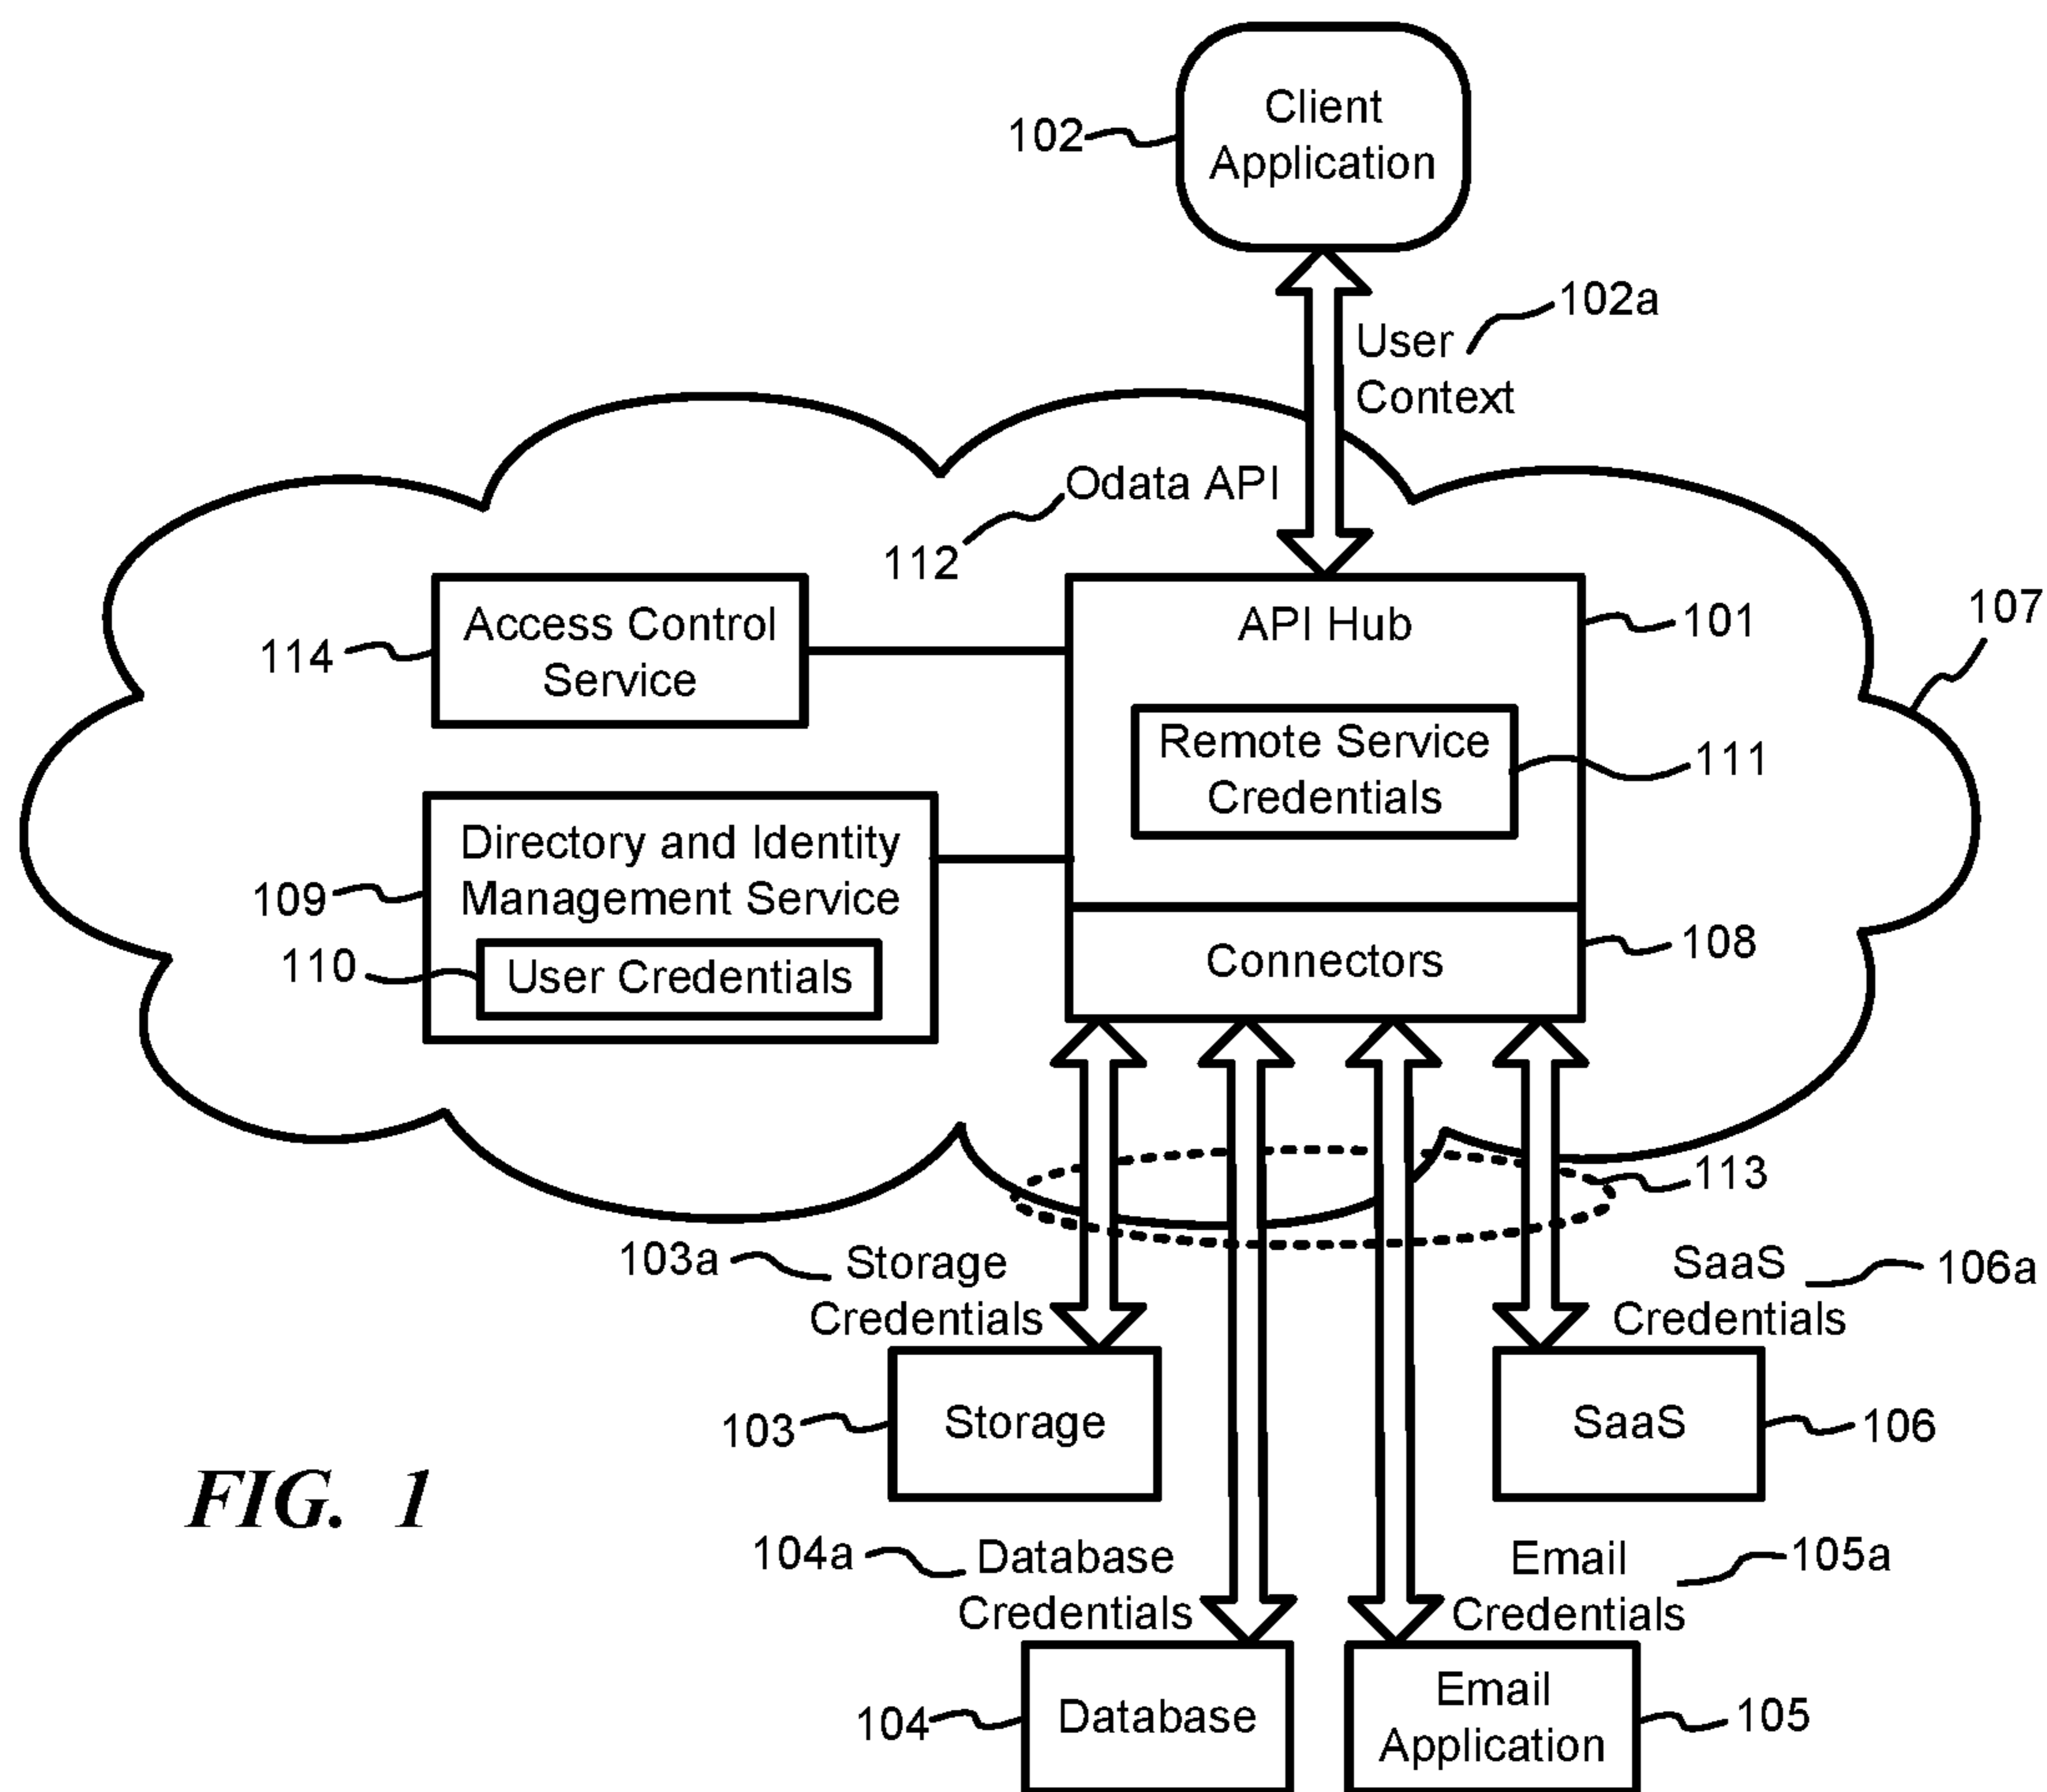 Client
Application
102
102a
User
Context
Odata API
112
107
Access Control
Service
114
API Hub
101
Remote Service
Credentials
111
Directory and Identity
Management Service
109
110
User Credentials
Connectors
108
113
103a
Storage
Credentials
SaaS
Credentials
106a
103
Storage
SaaS
106
FIG. 1
104a
Database
Credentials
Email
Credentials
105a
104
Database
Email
Application
105